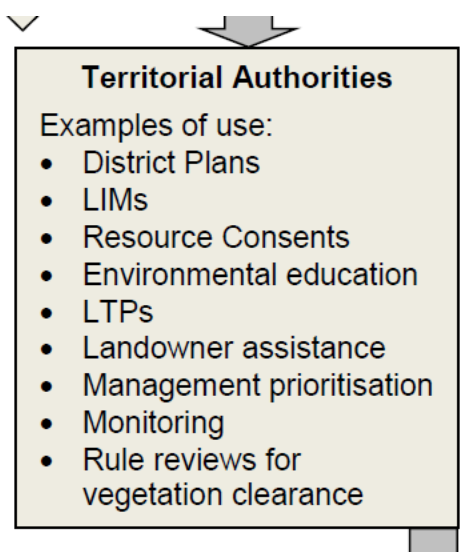 Territorial Authorities
Examples of use:
• District Plans
• LIMs
• Resource Consents
• Environmental education
• LTPs
• Landowner assistance
• Management prioritisation
• Monitoring
• Rule reviews for
vegetation clearance